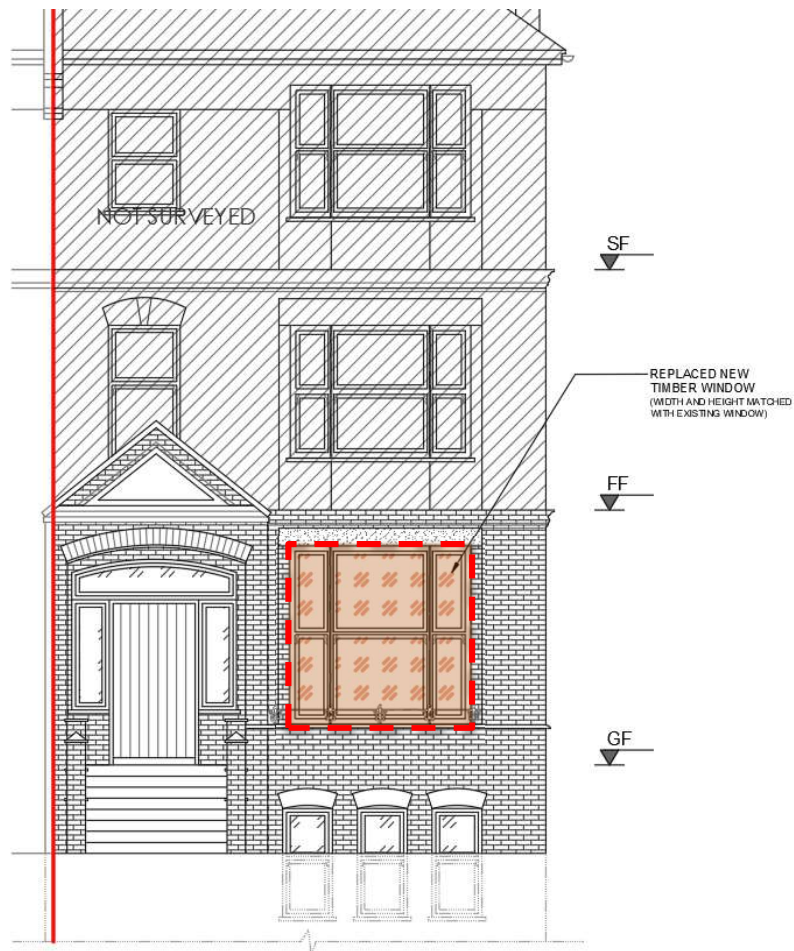 NOT SURVEYED
SF
REPLACED NEW
TIMBER WINDOW
(WIDTH AND HEIGHT MATCHED
WITH EXISTING WINDOW)
FF
GF